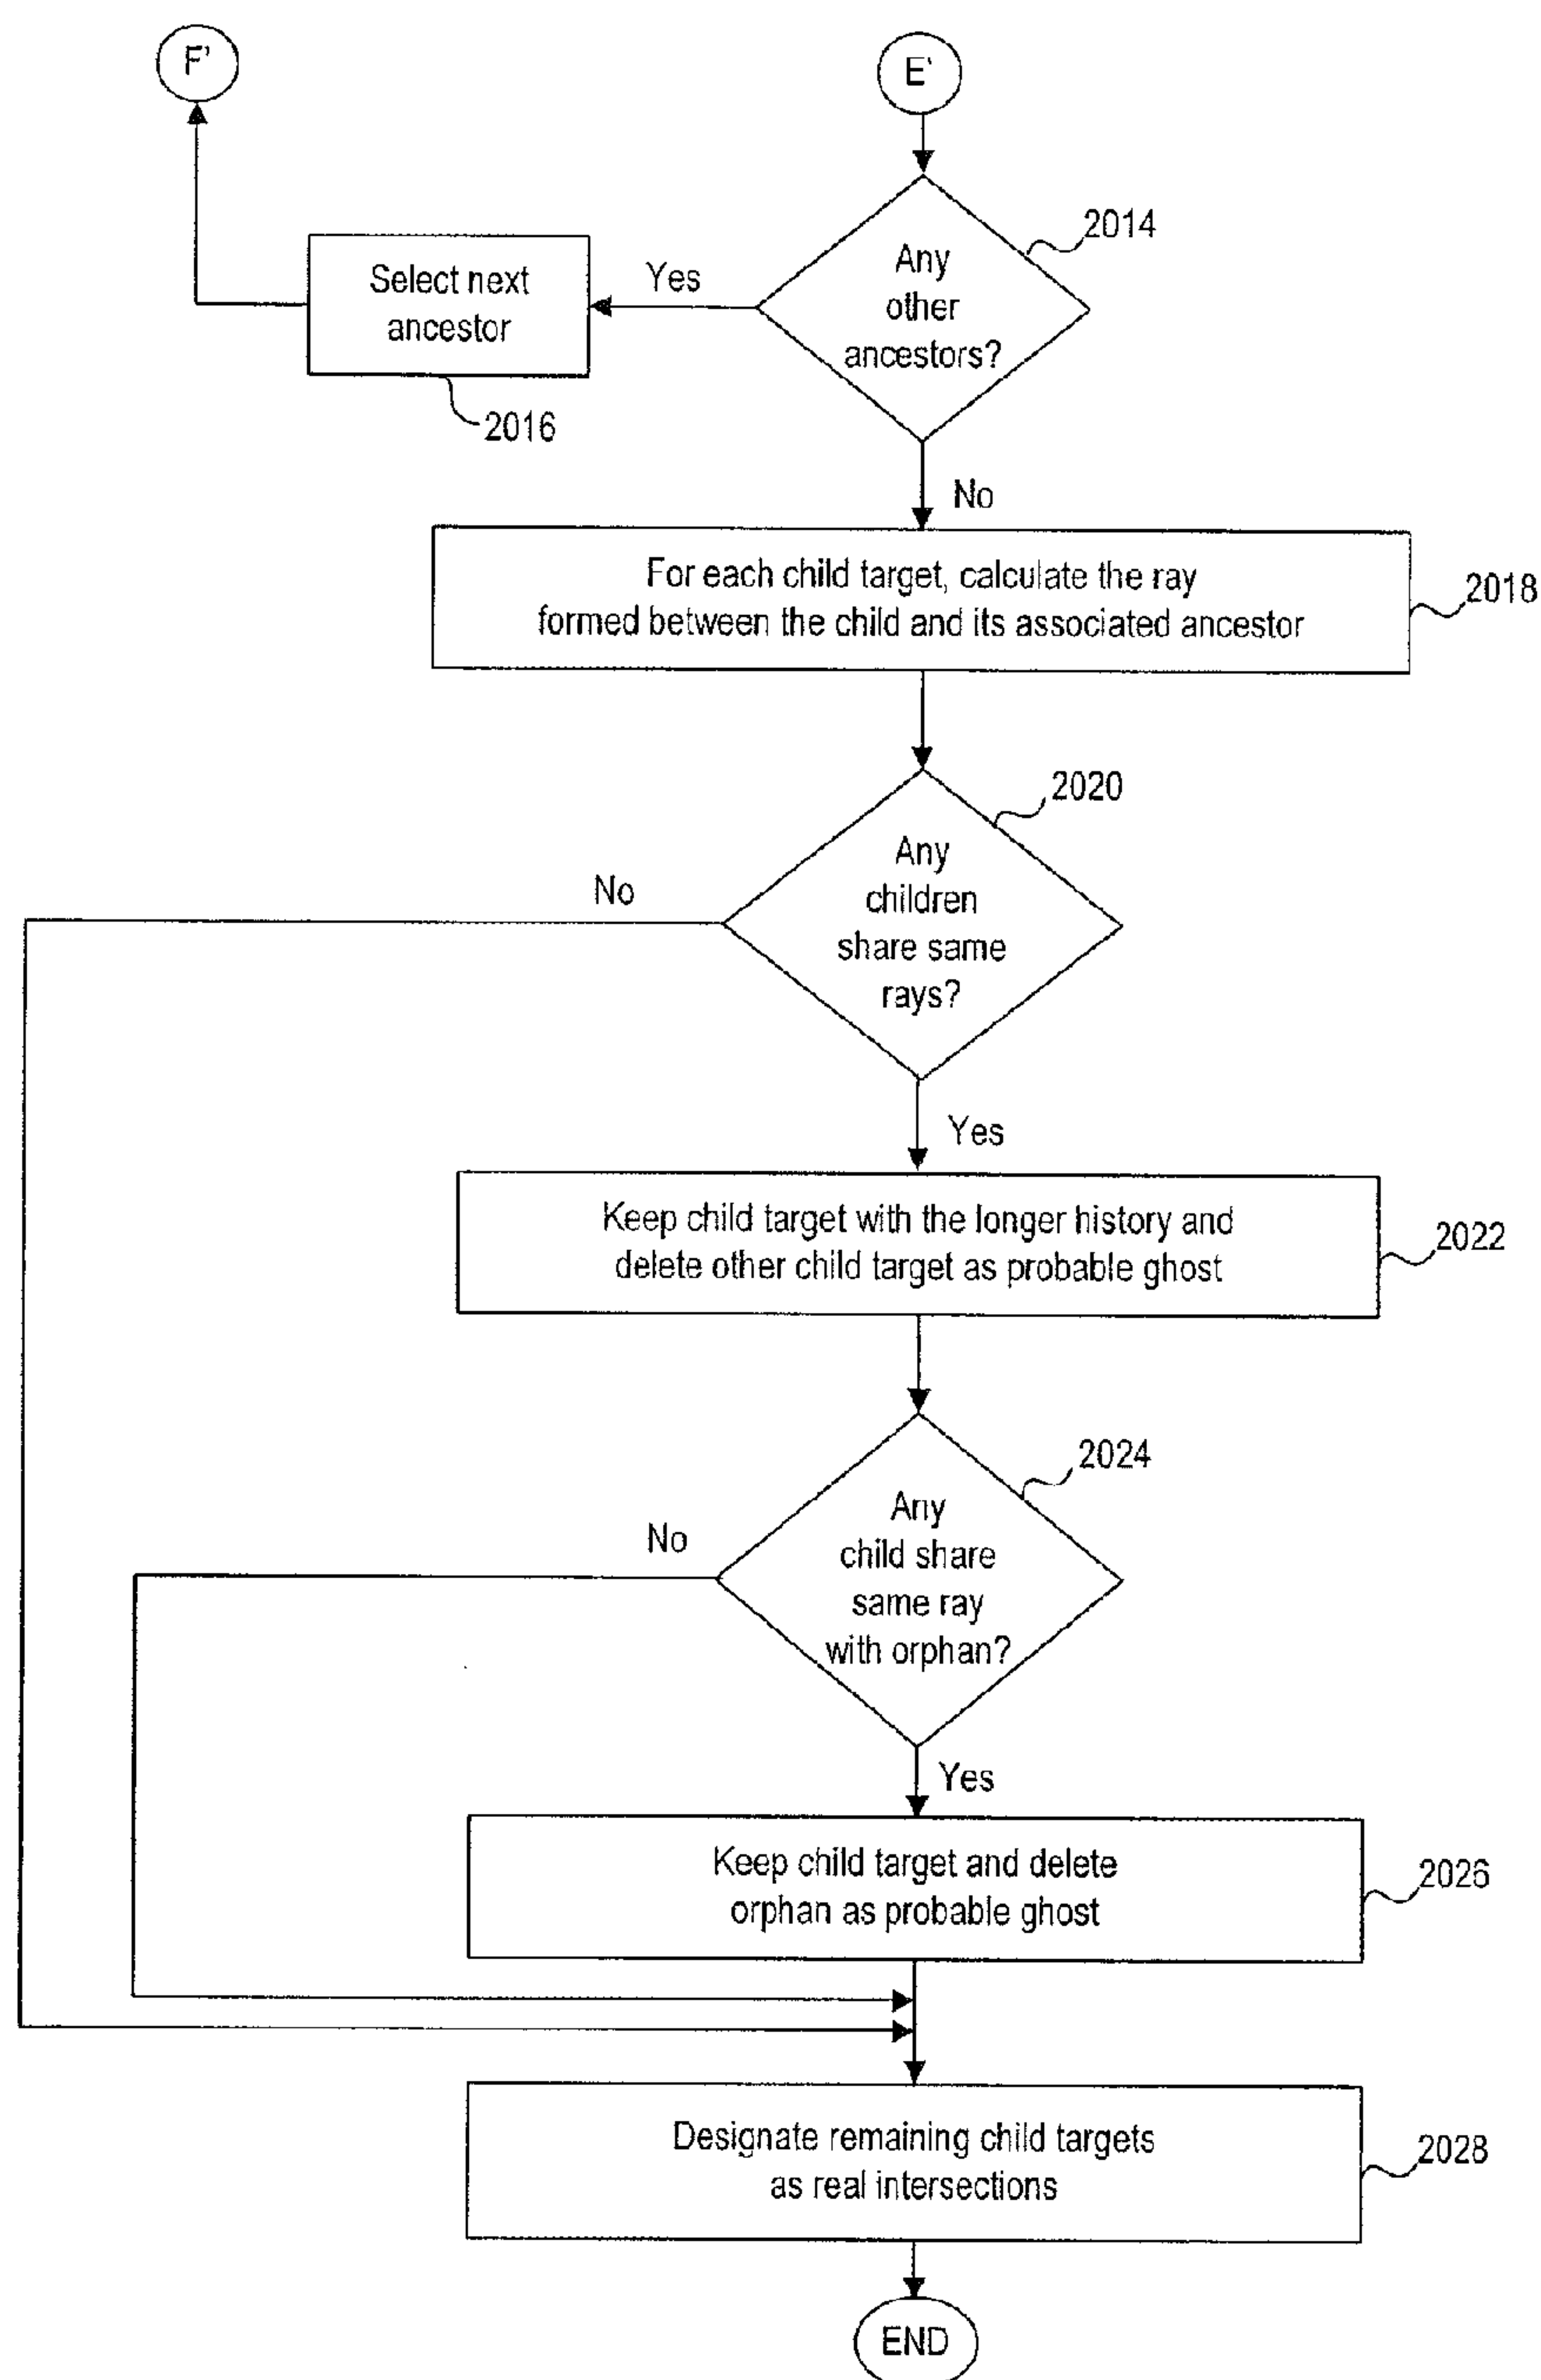 F'
E'
2014
Any
other
ancestors?
Yes
Select next
ancestor
2016
No
For each child target, calculate the ray
formed between the child and its associated ancestor
2018
2020
Any
children
share same
rays?
No
Yes
Keep child target with the longer history and
delete other child target as probable ghost
2022
2024
Any
child share
same ray
with orphan?
No
Yes
Keep child target and delete
orphan as probable ghost
2026
Designate remaining child targets
as real intersections
2028
END